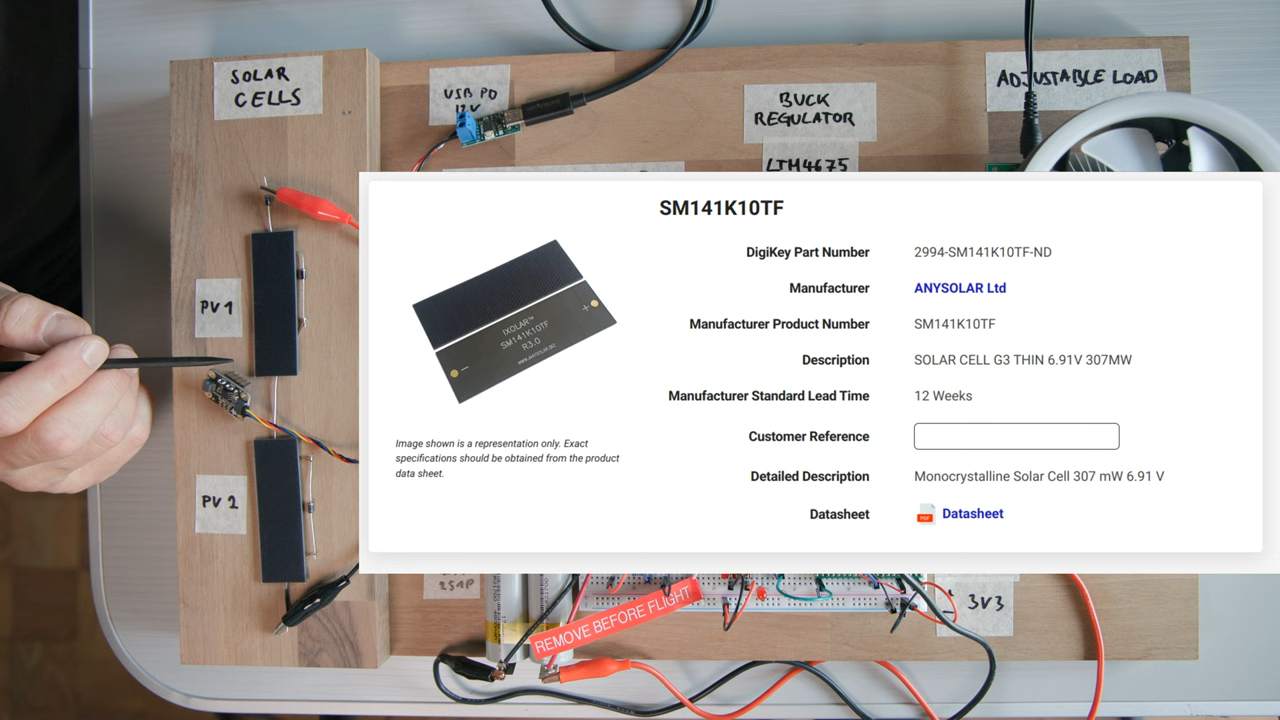 SOLAR
CELLS
USB PD
12V
BUCK
REGULATOR
LTM4675
ADJUSTABLE LOAD
PV 1
PV 2
SM141K10TF
DigiKey Part Number
2994-SM141K10TF-ND
Manufacturer
ANYSOLAR Ltd
Manufacturer Product Number
SM141K10TF
Description
SOLAR CELL G3 THIN 6.91V 307MW
Manufacturer Standard Lead Time
12 Weeks
Customer Reference
Detailed Description
Monocrystalline Solar Cell 307 mW 6.91 V
Datasheet
PDF
Datasheet
IXOLAR™
SM141K10TF
R3.0
WWW.ANYSOLAR.BIZ
Image shown is a representation only. Exact
specifications should be obtained from the product
data sheet.
2S4P
REMOVE BEFORE FLIGHT
3V3